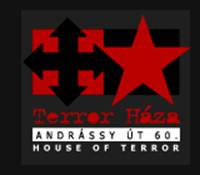 Terror Háza
ANDRÁSSY ÚT 60.
HOUSE OF TERROR